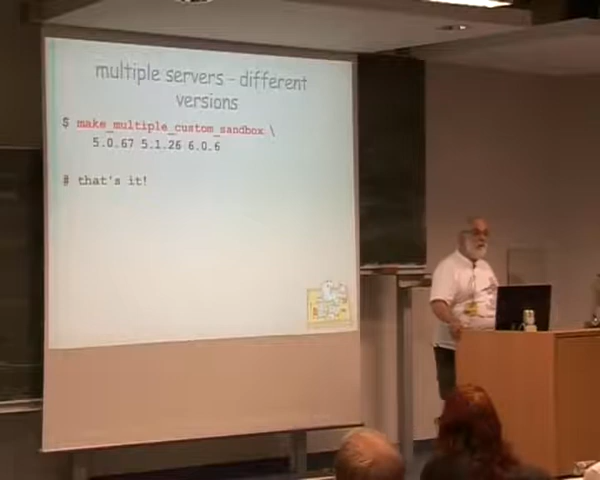 multiple servers - different
versions
$ make_multiple_custom_sandbox \
5.0.67 5.1.26 6.0.6
# that's it!